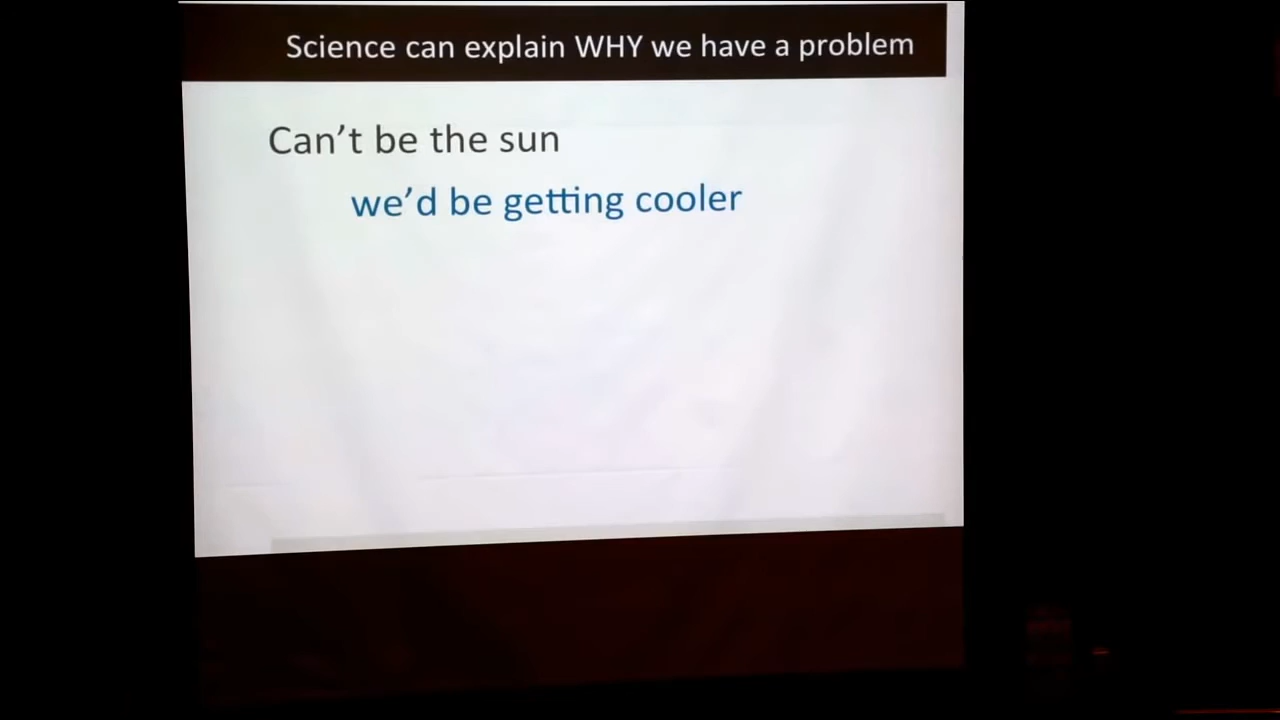 Science can explain WHY we have a problem
Can't be the sun
we'd be getting cooler